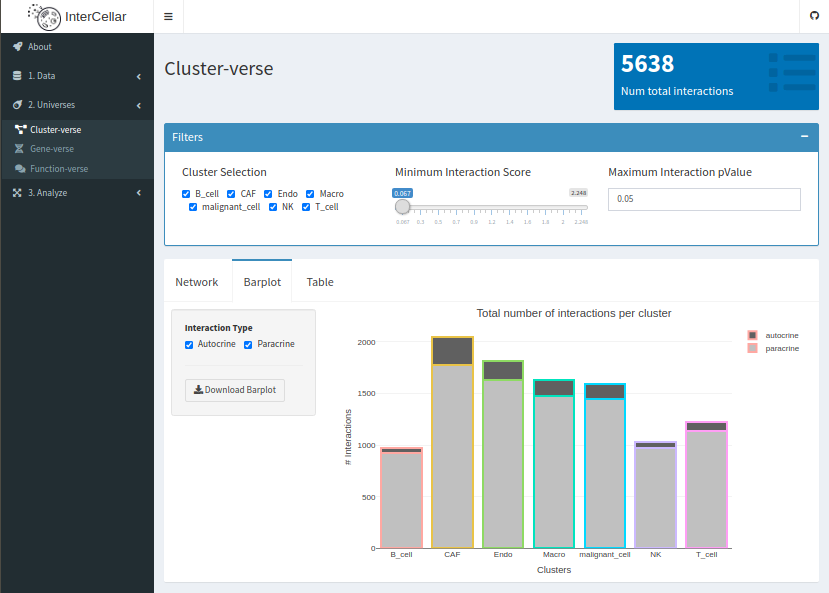 InterCellar
About
1. Data
2. Universes
Cluster-verse
Gene-verse
Function-verse
3. Analyze
Cluster-verse
5638
Num total interactions
Filters
Cluster Selection
B_cell CAF Endo Macro
malignant_cell NK T_cell
Minimum Interaction Score
0.067 2.248
0.067 0.3 0.5 0.7 0.9 1.2 1.4 1.6 1.8 2 2.248
Maximum Interaction pValue
0.05
Network Barplot Table
Interaction Type
Autocrine Paracrine
Download Barplot
Total number of interactions per cluster
autocrine
paracrine
# Interactions
2000
1500
1000
500
0
B_cell CAF Endo Macro malignant_cell NK T_cell
Clusters